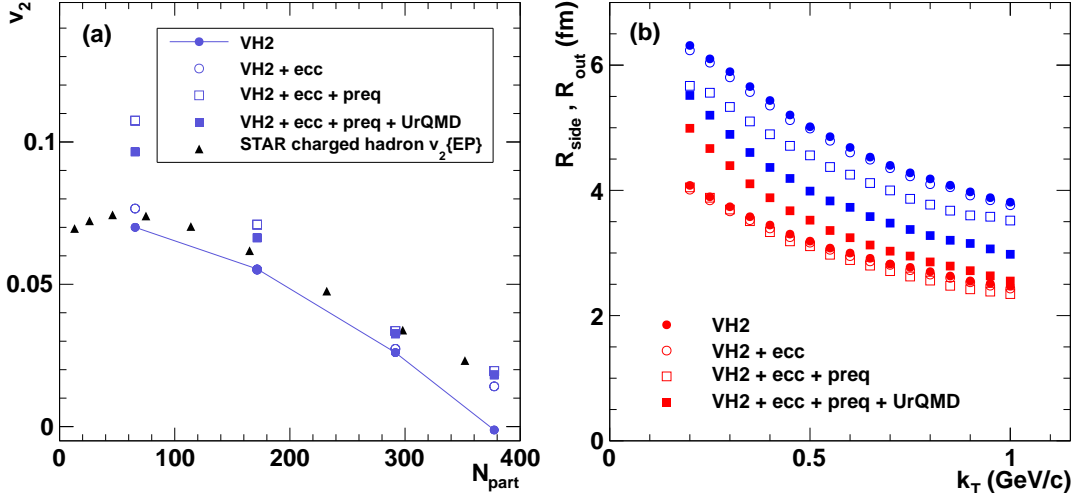 v2
(a)
VH2
VH2 + ecc
VH2 + ecc + preq
VH2 + ecc + preq + UrQMD
STAR charged hadron v2{EP}
0.1
0.05
0
0 100 200 300 400
Npart
Rside , Rout (fm)
(b)
6
4
2
0
VH2
VH2 + ecc
VH2 + ecc + preq
VH2 + ecc + preq + UrQMD
0.5 1
kT (GeV/c)